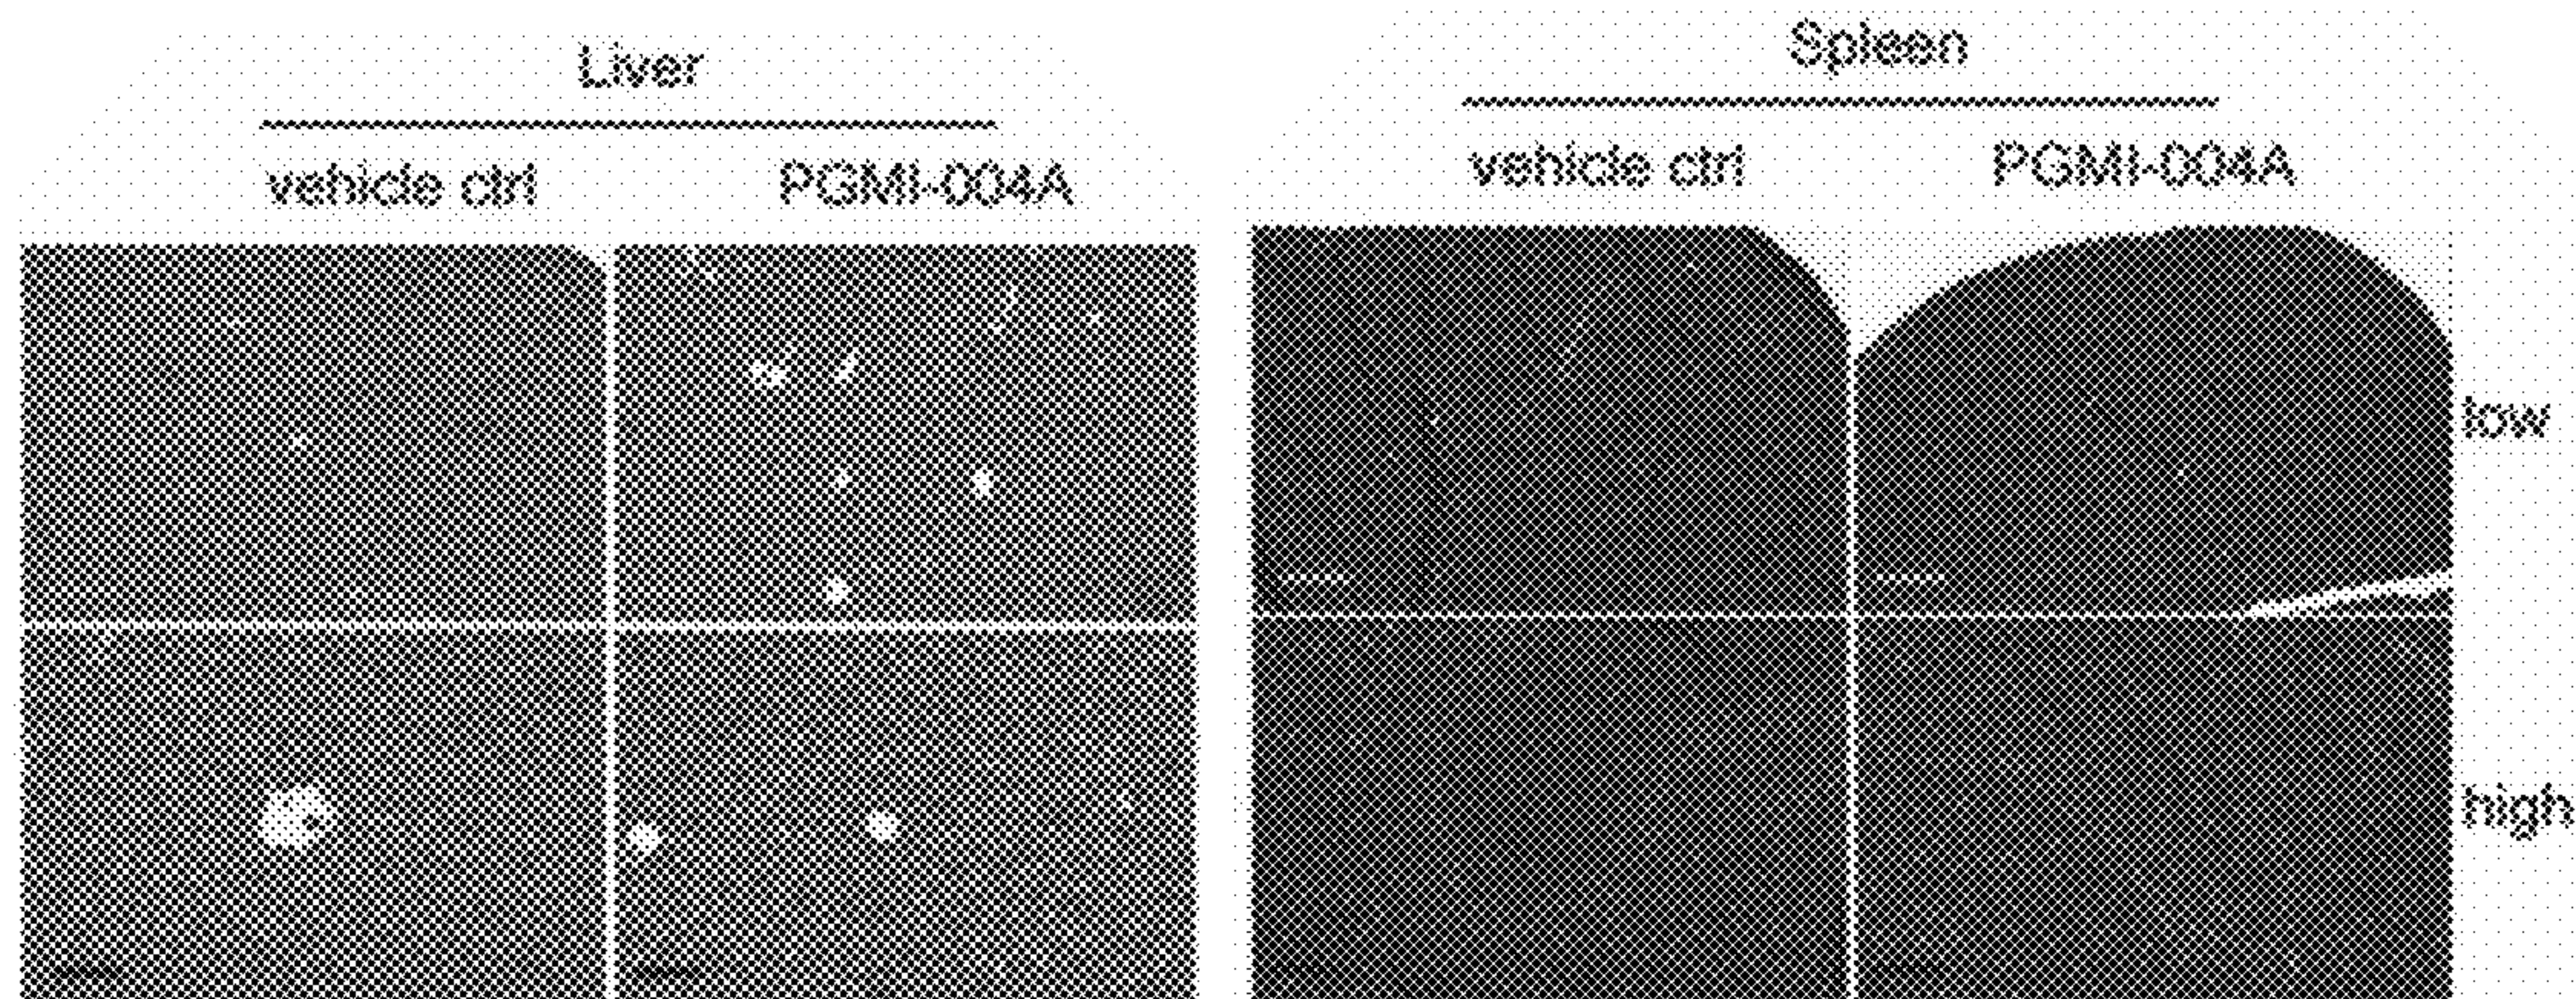 Liver
vehicle ctrl PGMI-004A
Spleen
vehicle ctrl PGMI-004A
low
high